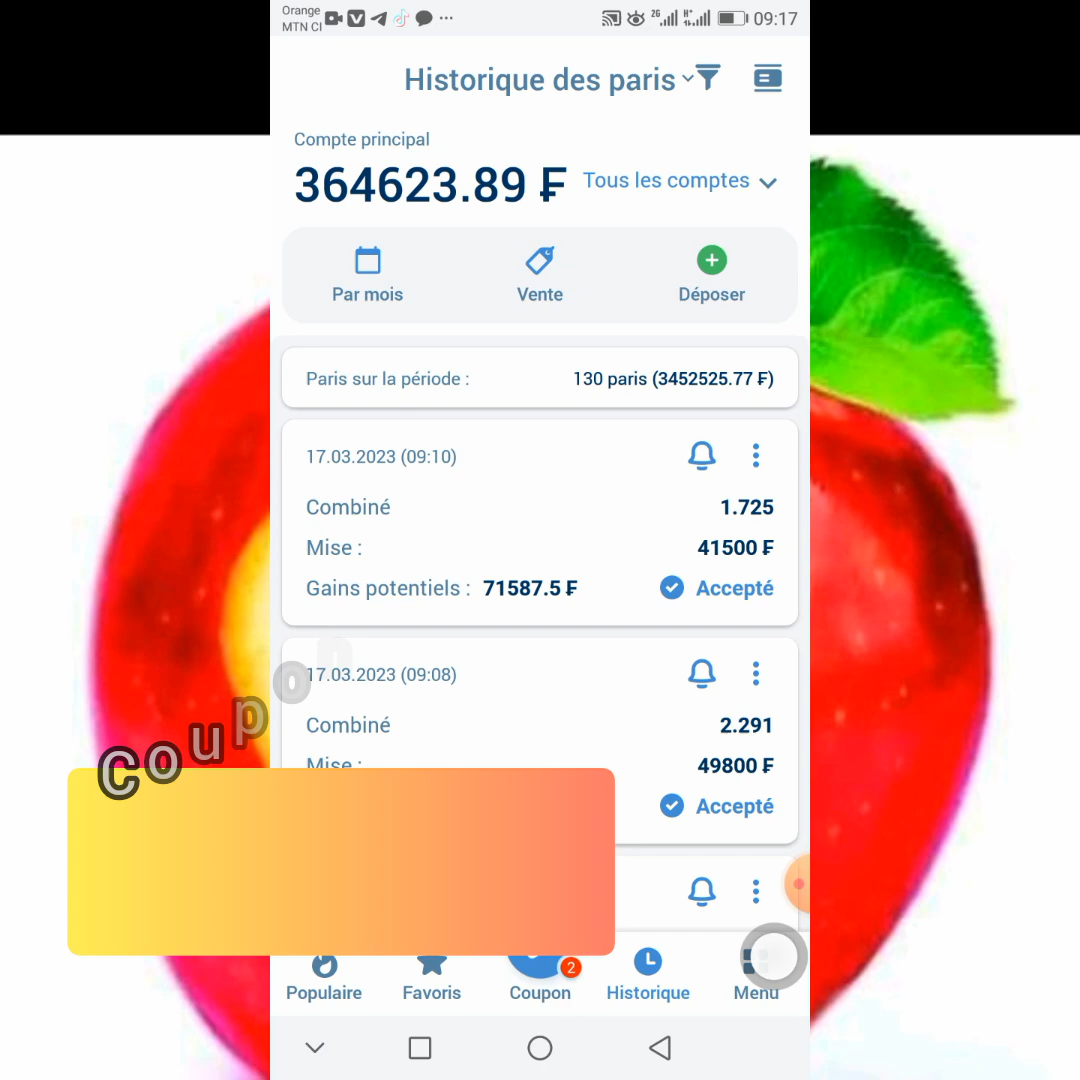 Orange
MTN CI
2G
H+
09:17
Historique des paris
Compte principal
364623.89 ₣
Tous les comptes
Par mois
Vente
Déposer
Paris sur la période :
130 paris (3452525.77 ₣)
17.03.2023 (09:10)
Combiné
1.725
Mise :
41500 ₣
Gains potentiels : 71587.5 ₣
Accepté
17.03.2023 (09:08)
Combiné
2.291
Mise :
49800 ₣
Accepté
Coupon
2
Populaire
Favoris
Coupon
Historique
Menu